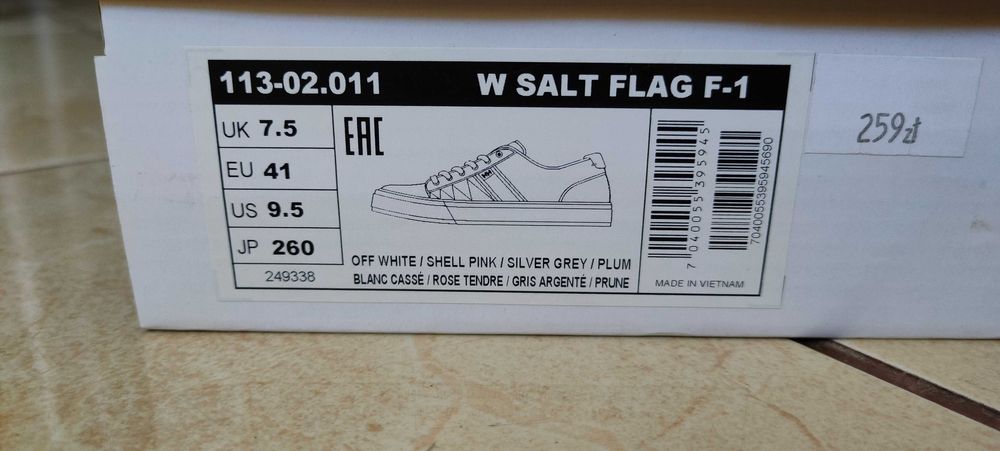 113-02.011 W SALT FLAG F-1
UK 7.5
EU 41
US 9.5
JP 260
249338
EAC
HH
OFF WHITE / SHELL PINK / SILVER GREY / PLUM
BLANC CASSÉ / ROSE TENDRE / GRIS ARGENTÉ / PRUNE
7 040055 395945
7040055395945690
MADE IN VIETNAM
259zł